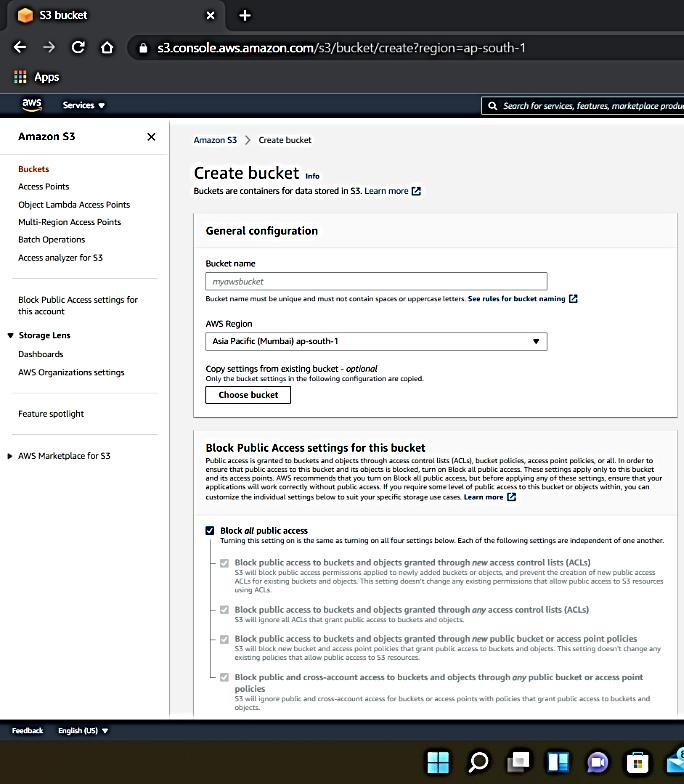 S3 bucket
s3.console.aws.amazon.com/s3/bucket/create?region=ap-south-1
Apps
aws Services
Search for services, features, marketplace produ
Amazon S3
Buckets
Access Points
Object Lambda Access Points
Multi-Region Access Points
Batch Operations
Access analyzer for S3
Block Public Access settings for
this account
Storage Lens
Dashboards
AWS Organizations settings
Feature spotlight
AWS Marketplace for S3
Amazon S3 > Create bucket
Create bucket Info
Buckets are containers for data stored in S3. Learn more
General configuration
Bucket name
myawsbucket
Bucket name must be unique and must not contain spaces or uppercase letters. See rules for bucket naming
AWS Region
Asia Pacific (Mumbai) ap-south-1
Copy settings from existing bucket - optional
Only the bucket settings in the following configuration are copied.
Choose bucket
Block Public Access settings for this bucket
Public access is granted to buckets and objects through access control lists (ACLs), bucket policies, access point policies, or all. In order to
ensure that public access to this bucket and its objects is blocked, turn on Block all public access. These settings apply only to this bucket
and its access points. AWS recommends that you turn on Block all public access, but before applying any of these settings, ensure that your
applications will work correctly without public access. If you require some level of public access to this bucket or objects within, you can
customize the individual settings below to suit your specific storage use cases. Learn more
Block all public access
Turning this setting on is the same as turning on all four settings below. Each of the following settings are independent of one another.
Block public access to buckets and objects granted through new access control lists (ACLs)
S3 will block public access permissions applied to newly added buckets or objects, and prevent the creation of new public access
ACLs for existing buckets and objects. This setting doesn't change any existing permissions that allow public access to S3 resources
using ACLs.
Block public access to buckets and objects granted through any access control lists (ACLs)
S3 will ignore all ACLs that grant public access to buckets and objects.
Block public access to buckets and objects granted through new public bucket or access point policies
S3 will block new bucket and access point policies that grant public access to buckets and objects. This setting doesn't change any
existing policies that allow public access to S3 resources.
Block public and cross-account access to buckets and objects through any public bucket or access point
policies
S3 will ignore public and cross-account access for buckets or access points with policies that grant public access to buckets and
objects.
Feedback English (US)